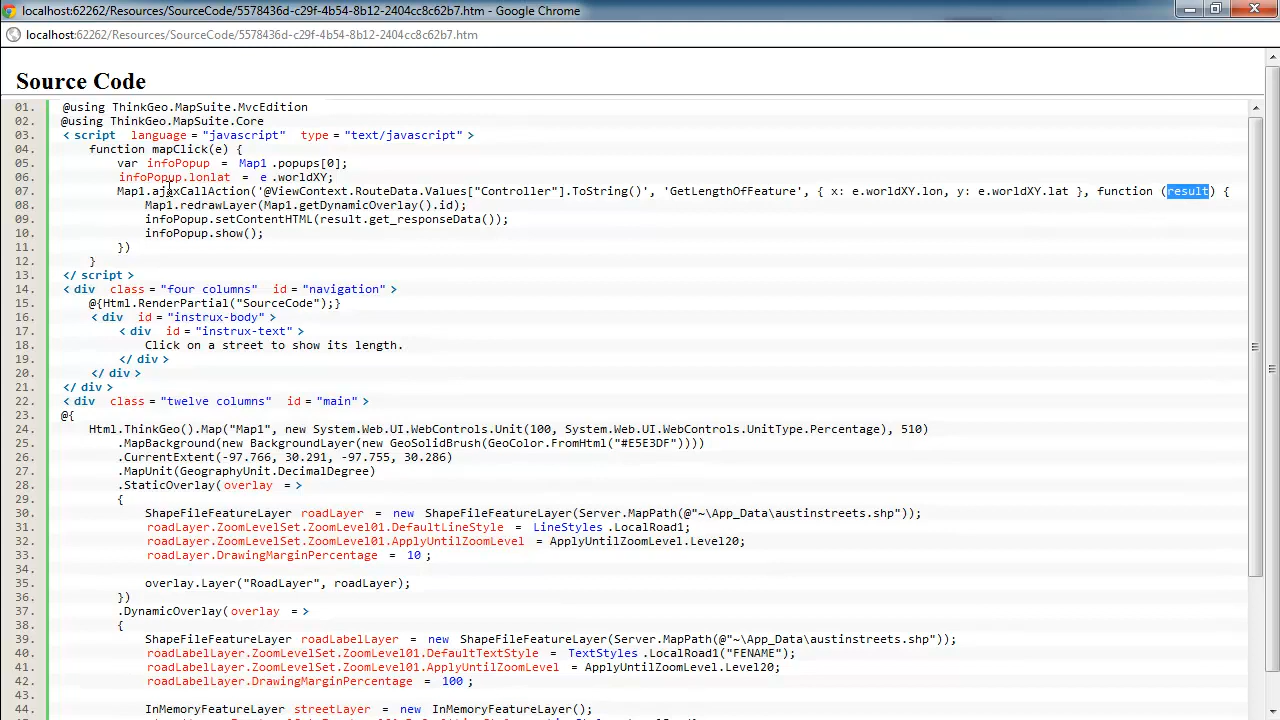 localhost:62262/Resources/SourceCode/5578436d-c29f-4b54-8b12-2404cc8c62b7.htm - Google Chrome
localhost:62262/Resources/SourceCode/5578436d-c29f-4b54-8b12-2404cc8c62b7.htm
Source Code
01. @using ThinkGeo.MapSuite.MvcEdition
02. @using ThinkGeo.MapSuite.Core
03. < script language = "javascript" type = "text/javascript" >
04. function mapClick(e) {
05. var infoPopup = Map1 .popups[0];
06. infoPopup.lonlat = e .worldXY;
07. Map1.ajaxCallAction('@ViewContext.RouteData.Values["Controller"].ToString()', 'GetLengthOfFeature', { x: e.worldXY.lon, y: e.worldXY.lat }, function (result) {
08. Map1.redrawLayer(Map1.getDynamicOverlay().id);
09. infoPopup.setContentHTML(result.get_responseData());
10. infoPopup.show();
11. })
12. }
13. </ script >
14. < div class = "four columns" id = "navigation" >
15. @{Html.RenderPartial("SourceCode");}
16. < div id = "instrux-body" >
17. < div id = "instrux-text" >
18. Click on a street to show its length.
19. </ div >
20. </ div >
21. </ div >
22. < div class = "twelve columns" id = "main" >
23. @{
24. Html.ThinkGeo().Map("Map1", new System.Web.UI.WebControls.Unit(100, System.Web.UI.WebControls.UnitType.Percentage), 510)
25. .MapBackground(new BackgroundLayer(new GeoSolidBrush(GeoColor.FromHtml("#E5E3DF"))))
26. .CurrentExtent(-97.766, 30.291, -97.755, 30.286)
27. .MapUnit(GeographyUnit.DecimalDegree)
28. .StaticOverlay( overlay = >
29. {
30. ShapeFileFeatureLayer roadLayer = new ShapeFileFeatureLayer(Server.MapPath(@"~\App_Data\austinstreets.shp"));
31. roadLayer.ZoomLevelSet.ZoomLevel01.DefaultLineStyle = LineStyles .LocalRoad1;
32. roadLayer.ZoomLevelSet.ZoomLevel01.ApplyUntilZoomLevel = ApplyUntilZoomLevel.Level20;
33. roadLayer.DrawingMarginPercentage = 10 ;
34.
35. overlay.Layer("RoadLayer", roadLayer);
36. })
37. .DynamicOverlay( overlay = >
38. {
39. ShapeFileFeatureLayer roadLabelLayer = new ShapeFileFeatureLayer(Server.MapPath(@"~\App_Data\austinstreets.shp"));
40. roadLabelLayer.ZoomLevelSet.ZoomLevel01.DefaultTextStyle = TextStyles .LocalRoad1("FENAME");
41. roadLabelLayer.ZoomLevelSet.ZoomLevel01.ApplyUntilZoomLevel = ApplyUntilZoomLevel.Level20;
42. roadLabelLayer.DrawingMarginPercentage = 100 ;
43.
44. InMemoryFeatureLayer streetLayer = new InMemoryFeatureLayer();